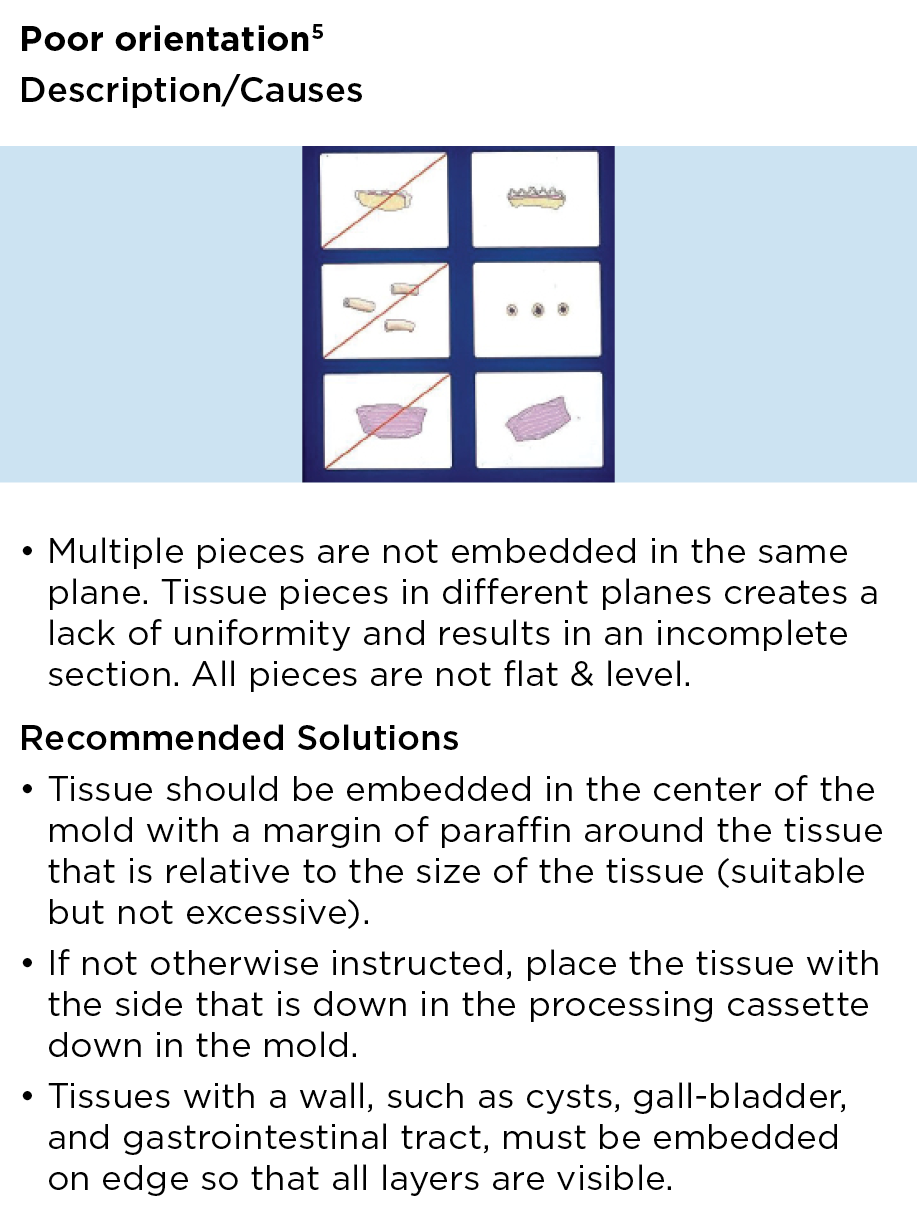 Poor orientation⁵
Description/Causes
• Multiple pieces are not embedded in the same
plane. Tissue pieces in different planes creates a
lack of uniformity and results in an incomplete
section. All pieces are not flat & level.
Recommended Solutions
• Tissue should be embedded in the center of the
mold with a margin of paraffin around the tissue
that is relative to the size of the tissue (suitable
but not excessive).
• If not otherwise instructed, place the tissue with
the side that is down in the processing cassette
down in the mold.
• Tissues with a wall, such as cysts, gall-bladder,
and gastrointestinal tract, must be embedded
on edge so that all layers are visible.